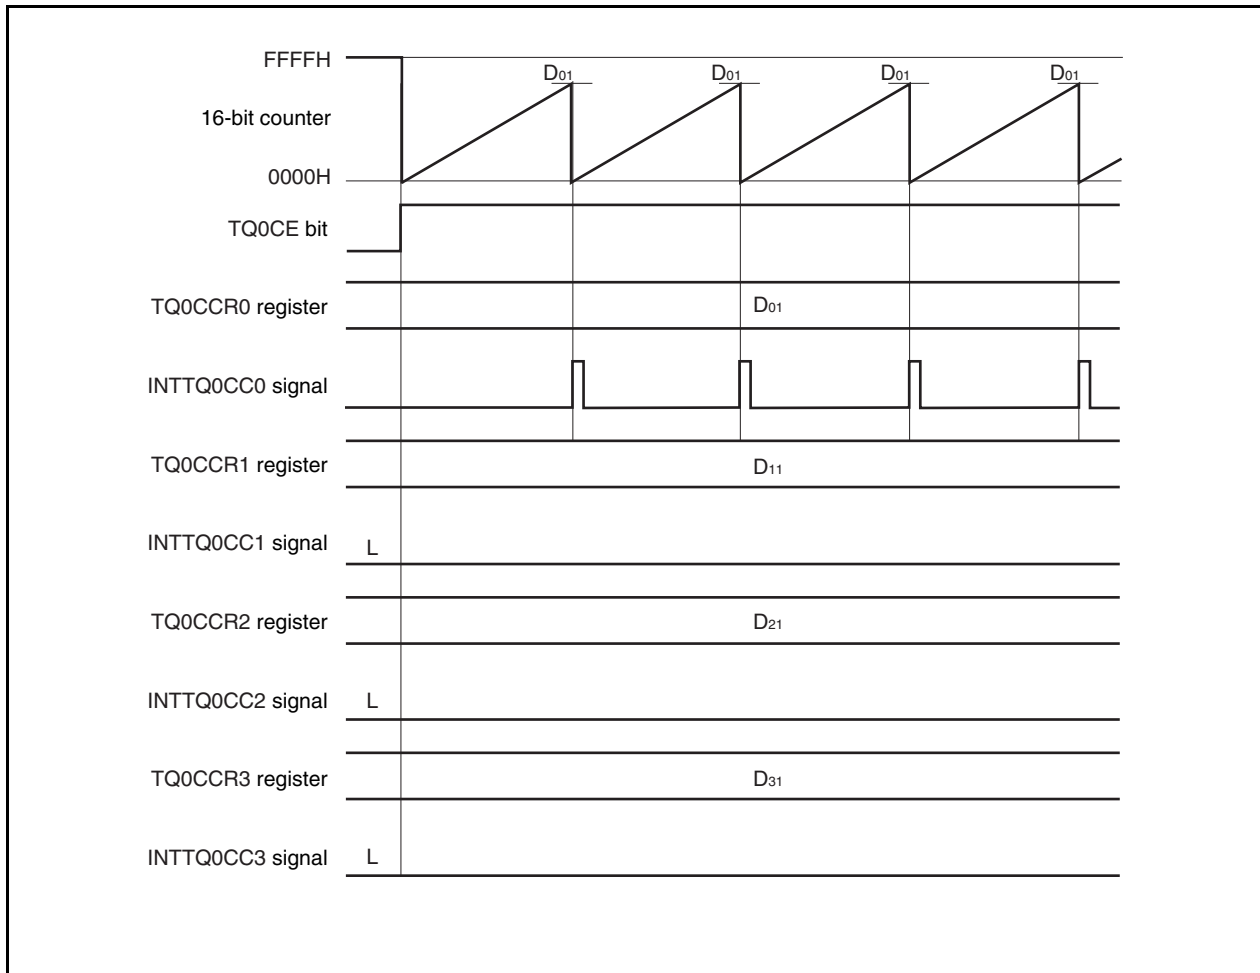 FFFFH
D01 D01 D01 D01
16-bit counter
0000H
TQ0CE bit
TQ0CCR0 register D01
INTTQ0CC0 signal
TQ0CCR1 register D11
INTTQ0CC1 signal L
TQ0CCR2 register D21
INTTQ0CC2 signal L
TQ0CCR3 register D31
INTTQ0CC3 signal L